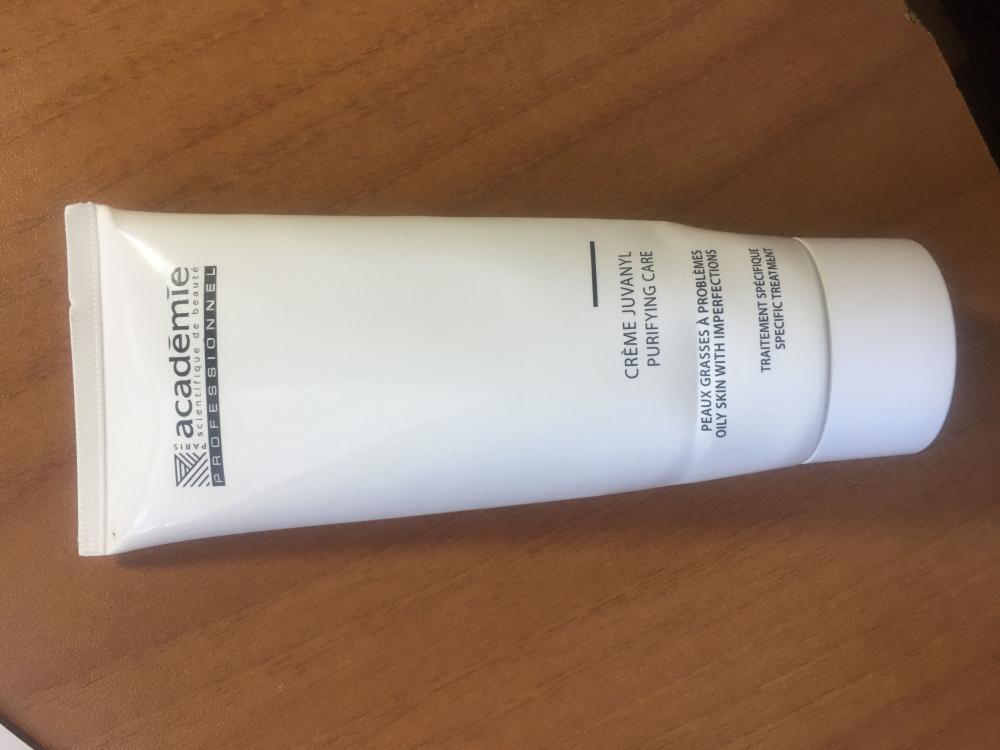 PARIS
académie
scientifique de beauté
PROFESSIONNEL
CRÈME JUVANYL
PURIFYING CARE
PEAUX GRASSES À PROBLÈMES
OILY SKIN WITH IMPERFECTIONS
TRAITEMENT SPÉCIFIQUE
SPECIFIC TREATMENT